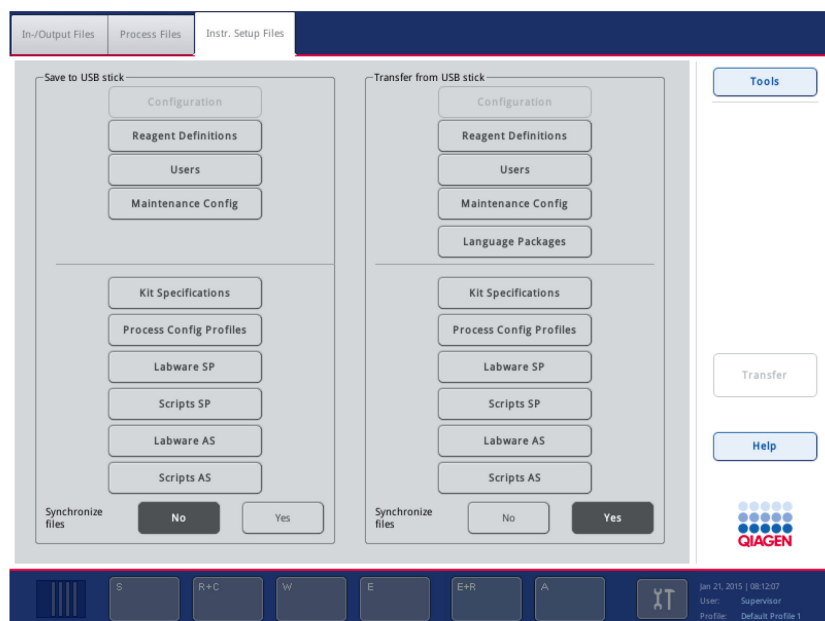 In-/Output Files
Process Files
Instr. Setup Files
Save to USB stick
Configuration
Reagent Definitions
Users
Maintenance Config
Kit Specifications
Process Config Profiles
Labware SP
Scripts SP
Labware AS
Scripts AS
Synchronize
files
No
Yes
Transfer from USB stick
Configuration
Reagent Definitions
Users
Maintenance Config
Language Packages
Kit Specifications
Process Config Profiles
Labware SP
Scripts SP
Labware AS
Scripts AS
Synchronize
files
No
Yes
Tools
Transfer
Help
QIAGEN
S
R+C
W
E
E+R
A
Jan 21, 2015 | 08:12:07
User: Supervisor
Profile: Default Profile 1